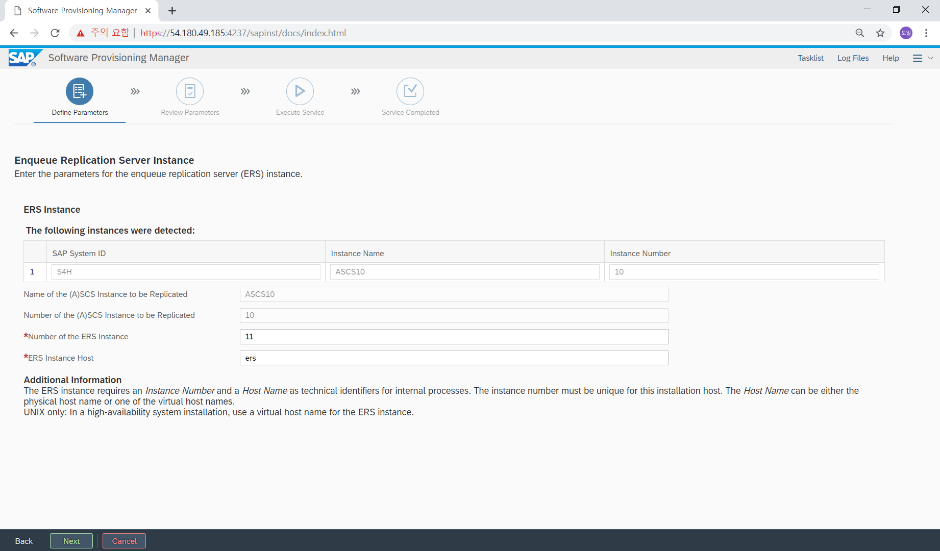 Software Provisioning Manager
주의 요함 | https://54.180.49.185:4237/sapinst/docs/index.html
SAP Software Provisioning Manager Tasklist Log Files Help
Define Parameters Review Parameters Execute Service Service Completed
Enqueue Replication Server Instance
Enter the parameters for the enqueue replication server (ERS) instance.
ERS Instance
The following instances were detected:
SAP System ID Instance Name Instance Number
1 S4H ASCS10 10
Name of the (A)SCS Instance to be Replicated ASCS10
Number of the (A)SCS Instance to be Replicated 10
*Number of the ERS Instance 11
*ERS Instance Host ers
Additional Information
The ERS instance requires an Instance Number and a Host Name as technical identifiers for internal processes. The instance number must be unique for this installation host. The Host Name can be either the
physical host name or one of the virtual host names.
UNIX only: In a high-availability system installation, use a virtual host name for the ERS instance.
Back Next Cancel